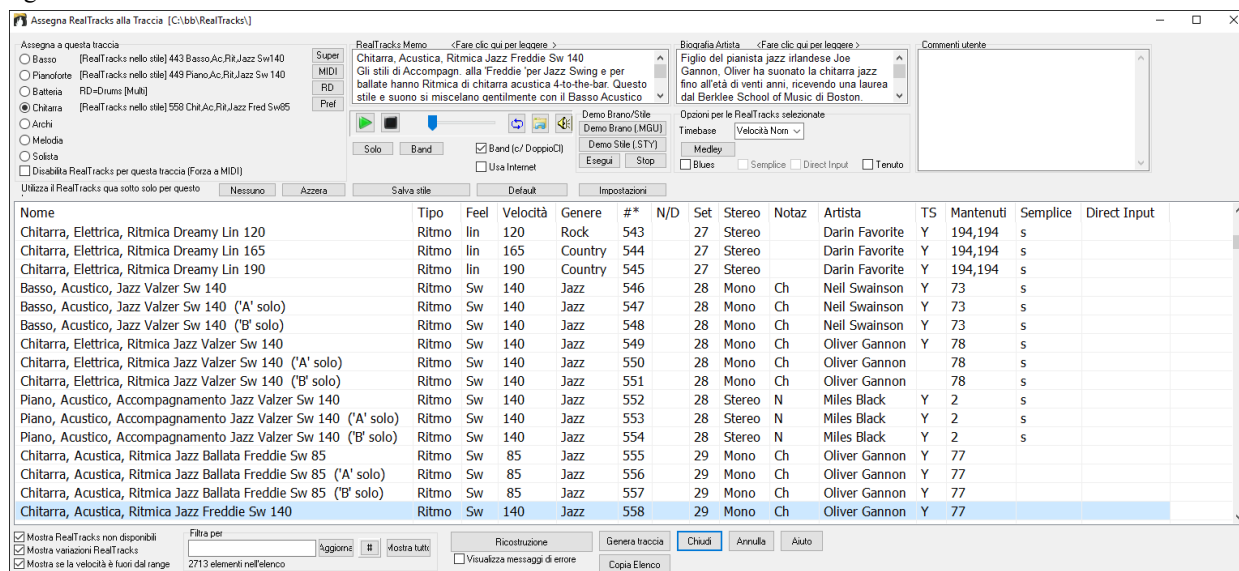 Assegna RealTracks alla Traccia [C:\bb\RealTracks\]
Assegna a questa traccia
Basso [RealTracks nello stile] 443 Basso,Ac,Rit,Jazz Sw140
Pianoforte [RealTracks nello stile] 449 Piano,Ac,Rit,Jazz Sw 140
Batteria RD=Drums [Multi]
Chitarra [RealTracks nello stile] 558 Chit,Ac,Rit,Jazz Fred Sw85
Archi
Melodia
Solista
Disabilita RealTracks per questa traccia (Forza a MIDI)
Super
MIDI
RD
Pref
RealTracks Memo <Fare clic qui per leggere >
Chitarra, Acustica, Ritmica Jazz Freddie Sw 140
Gli stili di Accompagn. alla 'Freddie 'per Jazz Swing e per
ballate hanno Ritmica di chitarra acustica 4-to-the-bar. Questo
stile e suono si miscelano gentilmente con il Basso Acustico
Biografia Artista <Fare clic qui per leggere >
Figlio del pianista jazz irlandese Joe
Gannon, Oliver ha suonato la chitarra jazz
fino all'età di venti anni, ricevendo una laurea
dal Berklee School of Music di Boston.
Commenti utente
Solo Band
Band (c/ DoppioCl)
Usa Internet
Demo Brano/Stile
Demo Brano (.MGU)
Demo Stile (.STY)
Esegui Stop
Opzioni per le RealTracks selezionate
Timebase Velocità Nom
Medley
Blues Semplice Direct Input Tenuto
Utilizza il RealTracks qua sotto solo per questo Nessuno Azzera Salva stile Default Impostazioni
Nome Tipo Feel Velocità Genere #* N/D Set Stereo Notaz Artista TS Mantenuti Semplice Direct Input
Chitarra, Elettrica, Ritmica Dreamy Lin 120 Ritmo lin 120 Rock 543 27 Stereo Darin Favorite Y 194,194 s
Chitarra, Elettrica, Ritmica Dreamy Lin 165 Ritmo lin 165 Country 544 27 Stereo Darin Favorite Y 194,194 s
Chitarra, Elettrica, Ritmica Dreamy Lin 190 Ritmo lin 190 Country 545 27 Stereo Darin Favorite Y 194,194 s
Basso, Acustico, Jazz Valzer Sw 140 Ritmo Sw 140 Jazz 546 28 Mono Ch Neil Swainson Y 73 s
Basso, Acustico, Jazz Valzer Sw 140 ('A' solo) Ritmo Sw 140 Jazz 547 28 Mono Ch Neil Swainson Y 73 s
Basso, Acustico, Jazz Valzer Sw 140 ('B' solo) Ritmo Sw 140 Jazz 548 28 Mono Ch Neil Swainson Y 73 s
Chitarra, Elettrica, Ritmica Jazz Valzer Sw 140 Ritmo Sw 140 Jazz 549 28 Mono Ch Oliver Gannon Y 78 s
Chitarra, Elettrica, Ritmica Jazz Valzer Sw 140 ('A' solo) Ritmo Sw 140 Jazz 550 28 Mono Ch Oliver Gannon 78 s
Chitarra, Elettrica, Ritmica Jazz Valzer Sw 140 ('B' solo) Ritmo Sw 140 Jazz 551 28 Mono Ch Oliver Gannon 78 s
Piano, Acustico, Accompagnamento Jazz Valzer Sw 140 Ritmo Sw 140 Jazz 552 28 Stereo N Miles Black Y 2 s
Piano, Acustico, Accompagnamento Jazz Valzer Sw 140 ('A' solo) Ritmo Sw 140 Jazz 553 28 Stereo N Miles Black Y 2 s
Piano, Acustico, Accompagnamento Jazz Valzer Sw 140 ('B' solo) Ritmo Sw 140 Jazz 554 28 Stereo N Miles Black Y 2 s
Chitarra, Acustica, Ritmica Jazz Ballata Freddie Sw 85 Ritmo Sw 85 Jazz 555 29 Mono Ch Oliver Gannon Y 77
Chitarra, Acustica, Ritmica Jazz Ballata Freddie Sw 85 ('A' solo) Ritmo Sw 85 Jazz 556 29 Mono Ch Oliver Gannon Y 77
Chitarra, Acustica, Ritmica Jazz Ballata Freddie Sw 85 ('B' solo) Ritmo Sw 85 Jazz 557 29 Mono Ch Oliver Gannon Y 77
Chitarra, Acustica, Ritmica Jazz Freddie Sw 140 Ritmo Sw 140 Jazz 558 29 Mono Ch Oliver Gannon Y 77
Mostra RealTracks non disponibili
Mostra variazioni RealTracks
Mostra se la velocità è fuori dal range
Filtra per
Aggiorna # Mostra tutto
2713 elementi nell'elenco
Ricostruzione
Visualizza messaggi di errore
Genera traccia Chiudi Annulla Aiuto
Copia Elenco